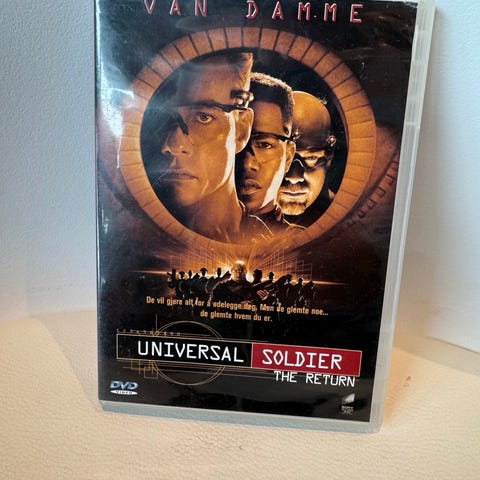 VAN DAMME
De vil gjøre alt for å ødelegge deg. Men de glemte noe...
de glemte hvem du er.
UNIVERSAL SOLDIER
THE RETURN
DVD
VIDEO